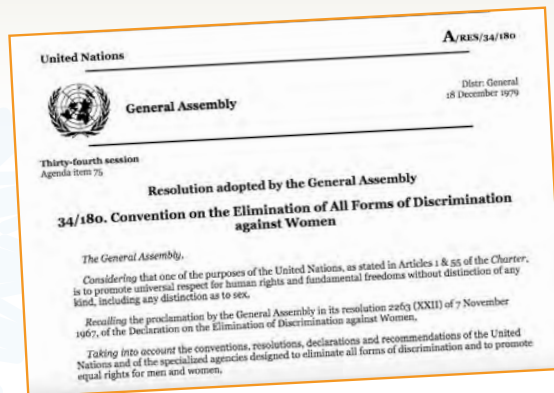 A/RES/34/180
United Nations
Distr: General
18 December 1979
General Assembly
Thirty-fourth session
Agenda item 75
Resolution adopted by the General Assembly
34/180. Convention on the Elimination of All Forms of Discrimination
against Women
The General Assembly,
Considering that one of the purposes of the United Nations, as stated in Articles 1 & 55 of the Charter,
is to promote universal respect for human rights and fundamental freedoms without distinction of any
kind, including any distinction as to sex,
Recalling the proclamation by the General Assembly in its resolution 2263 (XXII) of 7 November
1967, of the Declaration on the Elimination of Discrimination against Women,
Taking into account the conventions, resolutions, declarations and recommendations of the United
Nations and of the specialized agencies designed to eliminate all forms of discrimination and to promote
equal rights for men and women,